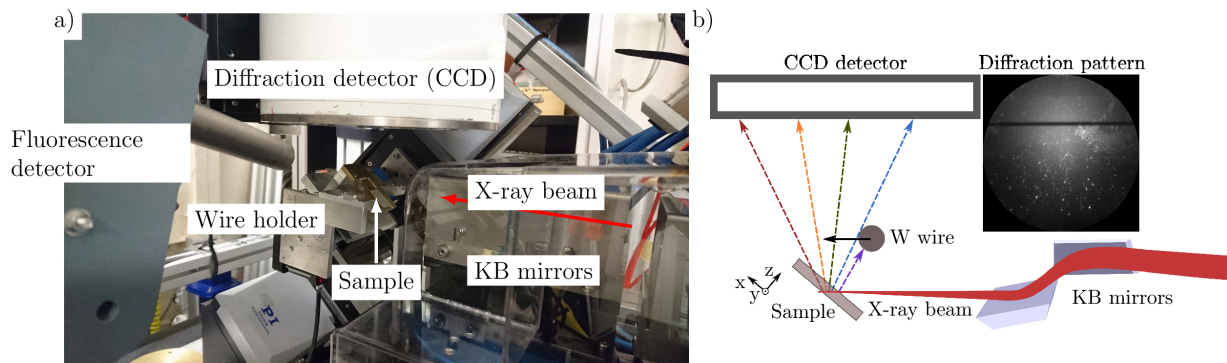 a)
Diffraction detector (CCD)
Fluorescence
detector
X-ray beam
Wire holder
KB mirrors
Sample
PI
b)
CCD detector
Diffraction pattern
W wire
x
z
y
Sample
X-ray beam
KB mirrors